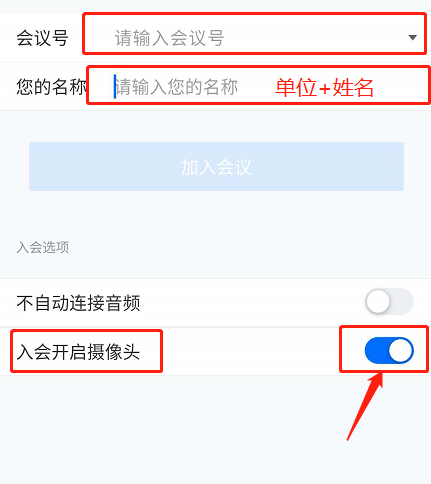 会议号 请输入会议号
您的名称 请输入您的名称 单位+姓名
加入会议
入会选项
不自动连接音频
入会开启摄像头